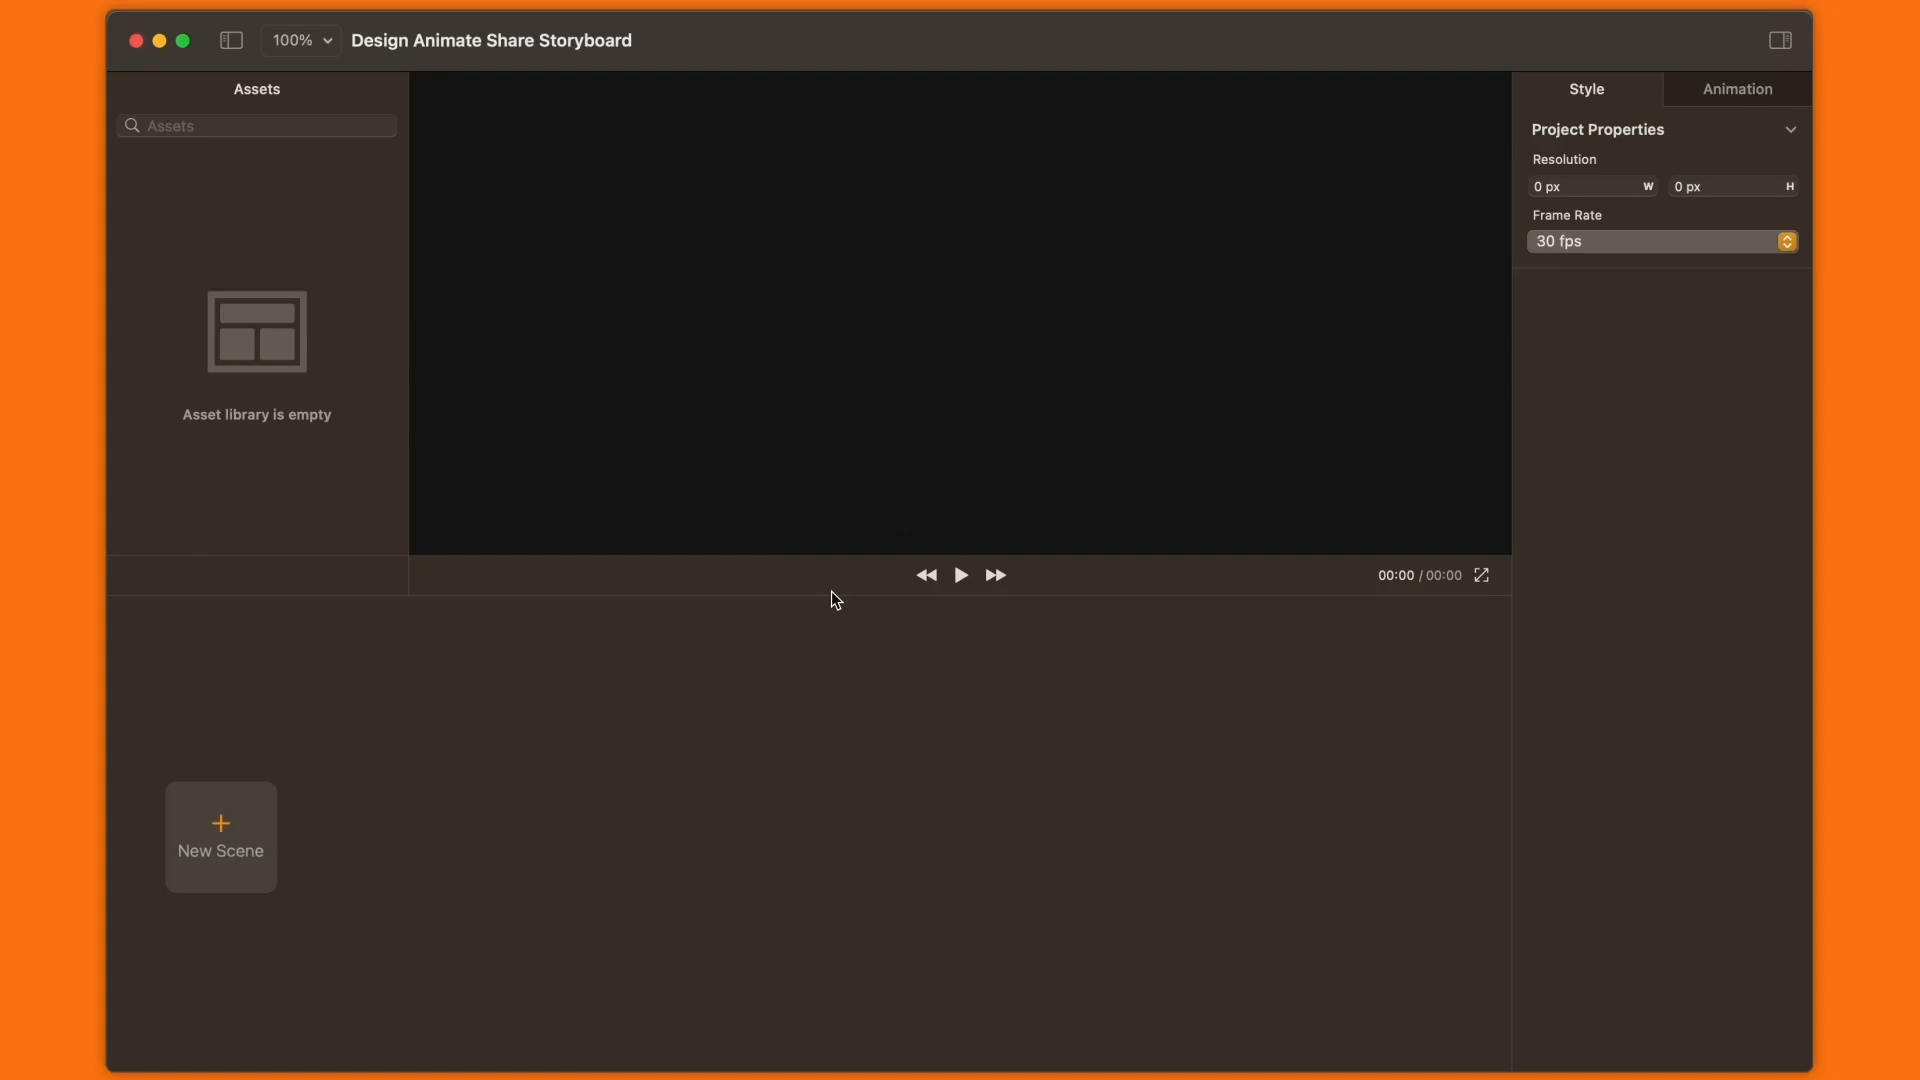 100%
Design Animate Share Storyboard
Assets
Assets
Asset library is empty
Style
Animation
Project Properties
Resolution
0 px W
0 px H
Frame Rate
30 fps
00:00 / 00:00
New Scene